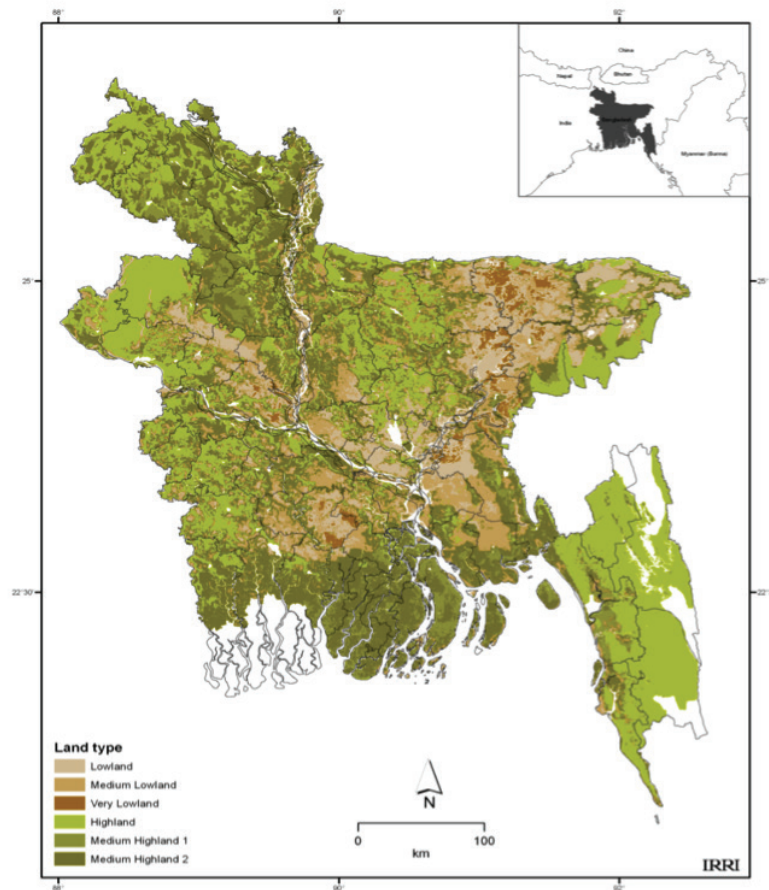 88°
90°
92°
China
Nepal
Bhutan
India
Bangladesh
Myanmar (Burma)
25°
25°
22°30'
Land type
Lowland
Medium Lowland
Very Lowland
Highland
Medium Highland 1
Medium Highland 2
N
0
100
km
IRRI
88°
90°
92°